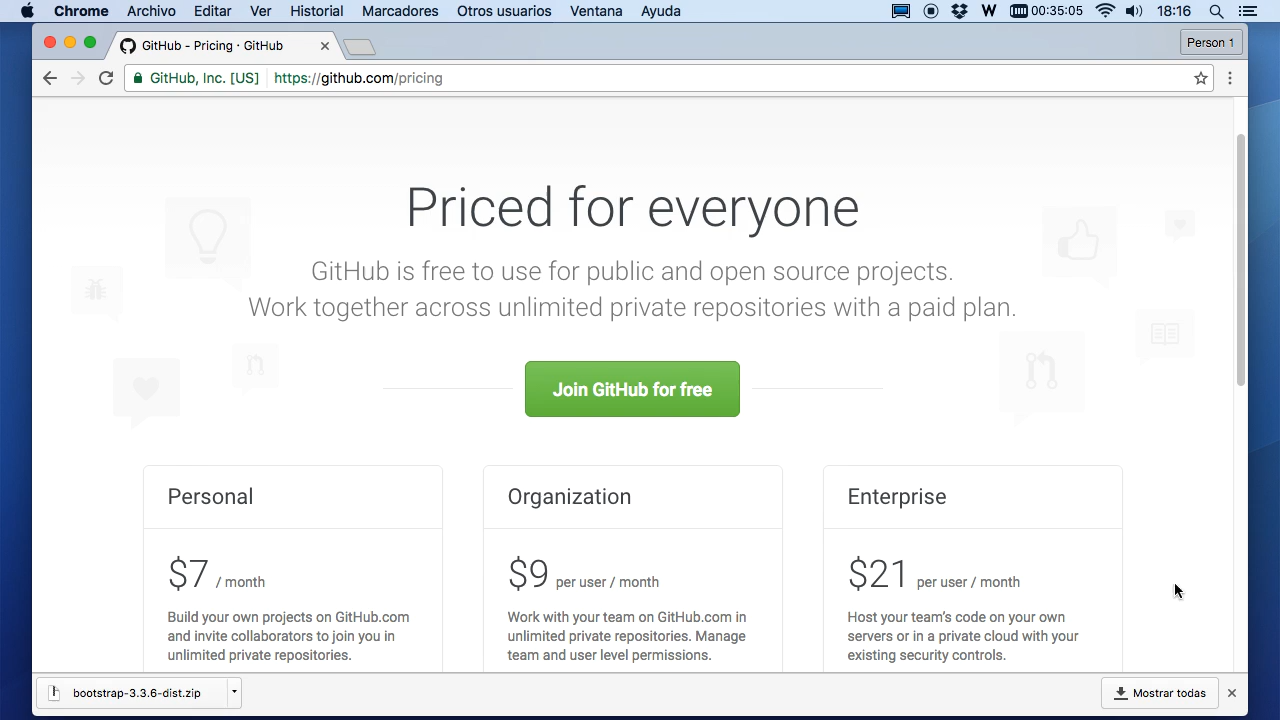 Chrome Archivo Editar Ver Historial Marcadores Otros usuarios Ventana Ayuda W 00:35:05 18:16
GitHub - Pricing · GitHub
Person 1
GitHub, Inc. [US] https://github.com/pricing
Priced for everyone
GitHub is free to use for public and open source projects.
Work together across unlimited private repositories with a paid plan.
Join GitHub for free
Personal
$7 / month
Build your own projects on GitHub.com
and invite collaborators to join you in
unlimited private repositories.
Organization
$9 per user / month
Work with your team on GitHub.com in
unlimited private repositories. Manage
team and user level permissions.
Enterprise
$21 per user / month
Host your team's code on your own
servers or in a private cloud with your
existing security controls.
bootstrap-3.3.6-dist.zip
Mostrar todas